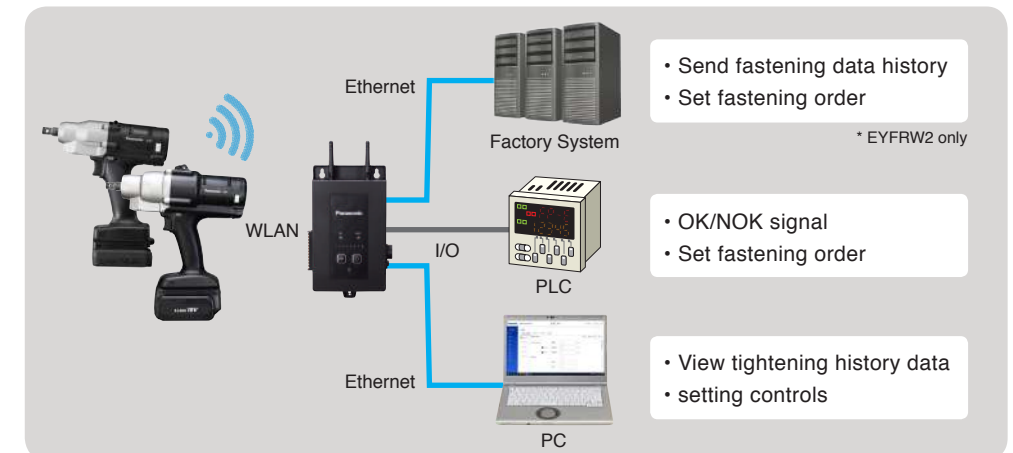 Ethernet
Factory System
• Send fastening data history
• Set fastening order
* EYFRW2 only
WLAN
Panasonic
I/O
PLC
12345
• OK/NOK signal
• Set fastening order
Ethernet
PC
• View tightening history data
• setting controls